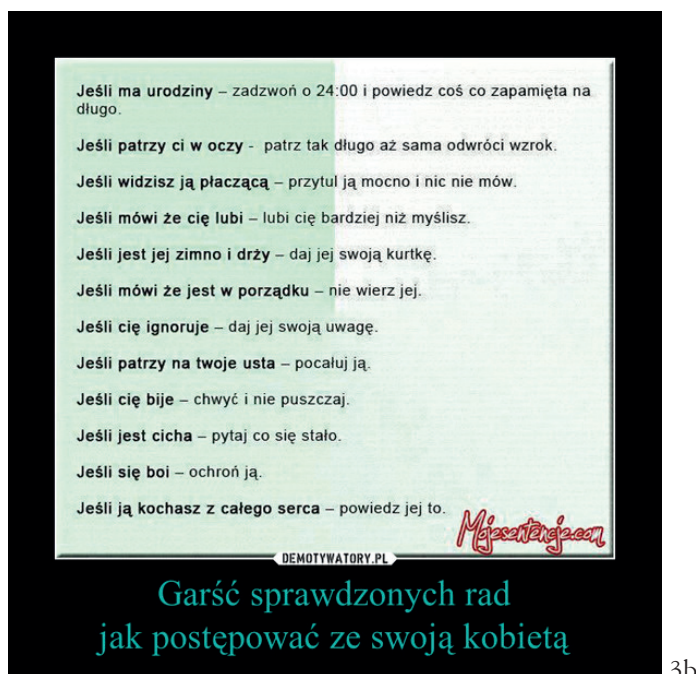 Jeśli ma urodziny – zadzwoń o 24:00 i powiedz coś co zapamięta na
długo.
Jeśli patrzy ci w oczy - patrz tak długo aż sama odwróci wzrok.
Jeśli widzisz ją płaczącą – przytul ją mocno i nic nie mów.
Jeśli mówi że cię lubi – lubi cię bardziej niż myślisz.
Jeśli jest jej zimno i drży – daj jej swoją kurtkę.
Jeśli mówi że jest w porządku – nie wierz jej.
Jeśli cię ignoruje – daj jej swoją uwagę.
Jeśli patrzy na twoje usta – pocałuj ją.
Jeśli cię bije – chwyć i nie puszczaj.
Jeśli jest cicha – pytaj co się stało.
Jeśli się boi – ochroń ją.
Jeśli ją kochasz z całego serca – powiedz jej to.
Mojesentencje.com
DEMOTYWATORY.PL
Garść sprawdzonych rad
jak postępować ze swoją kobietą
3b